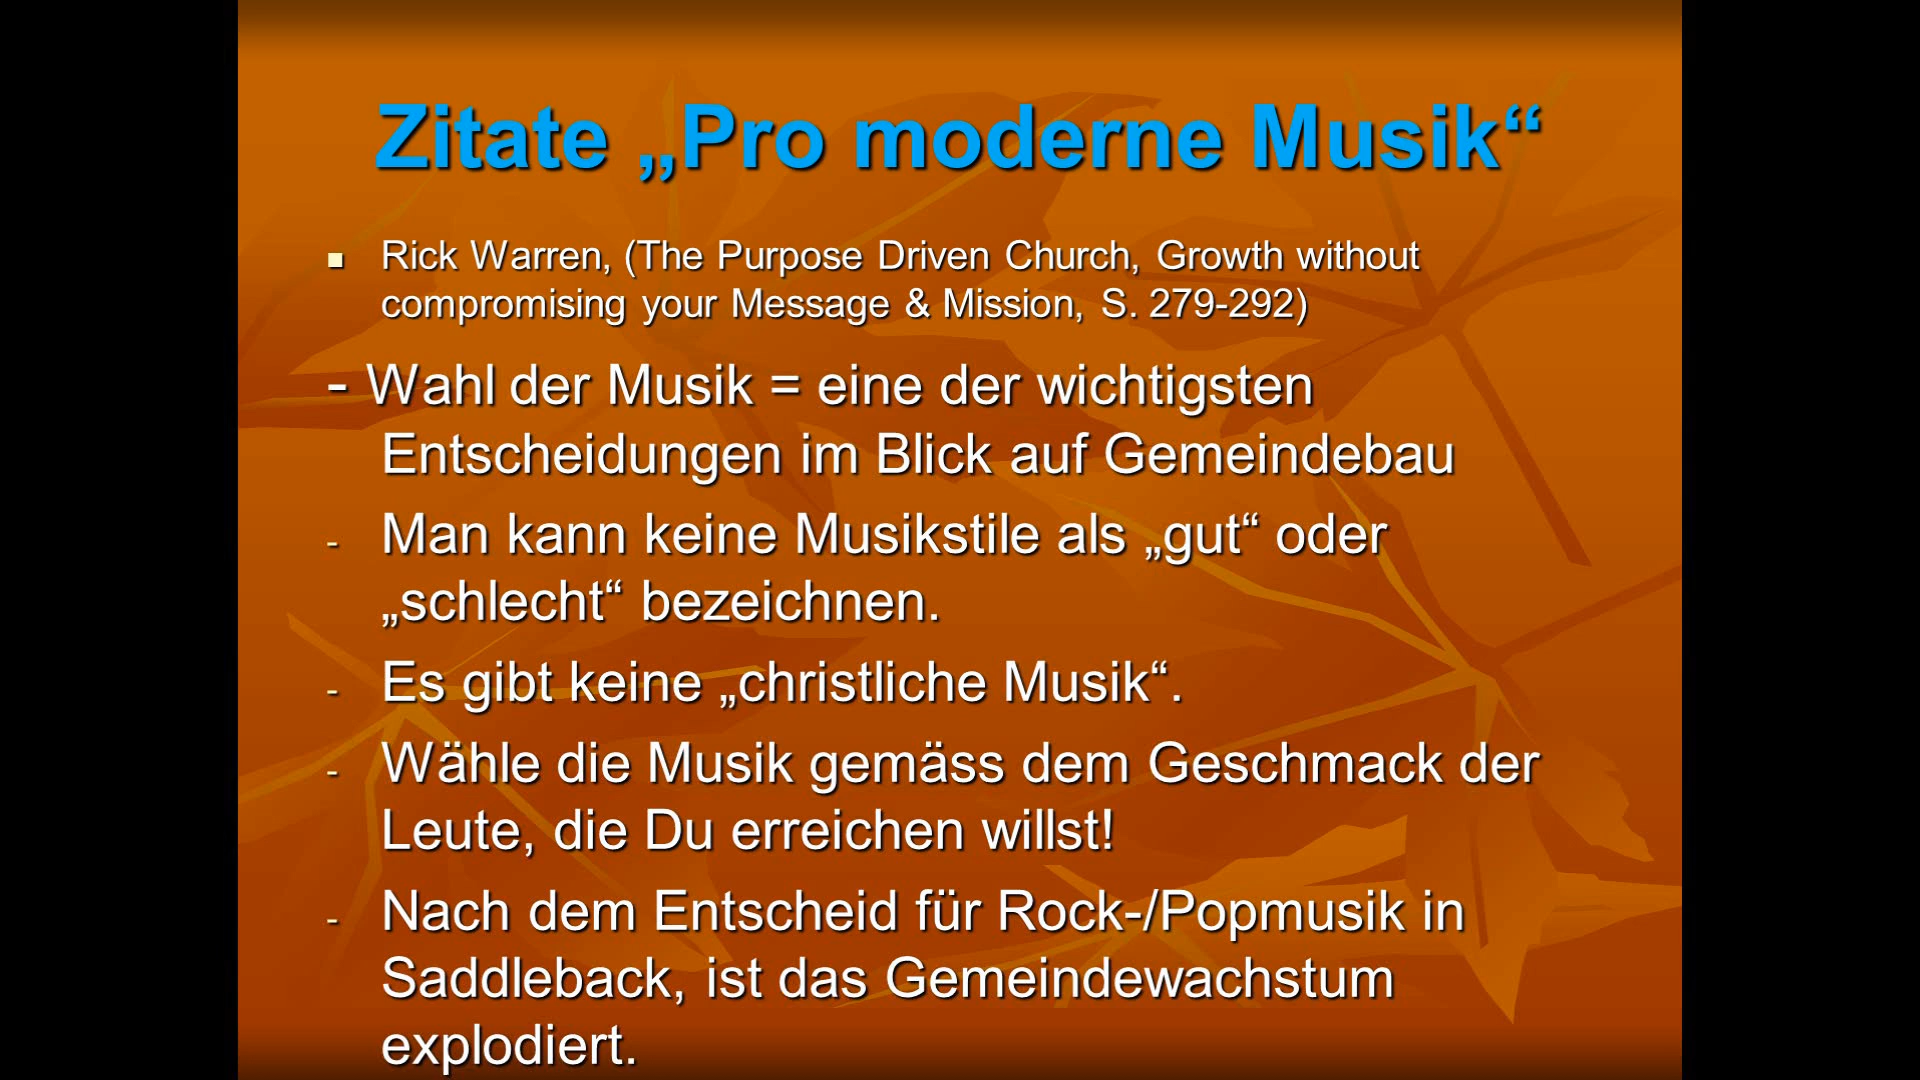 Zitate „Pro moderne Musik“
▪ Rick Warren, (The Purpose Driven Church, Growth without
compromising your Message & Mission, S. 279-292)
- Wahl der Musik = eine der wichtigsten
Entscheidungen im Blick auf Gemeindebau
- Man kann keine Musikstile als „gut“ oder
„schlecht“ bezeichnen.
- Es gibt keine „christliche Musik“.
- Wähle die Musik gemäss dem Geschmack der
Leute, die Du erreichen willst!
- Nach dem Entscheid für Rock-/Popmusik in
Saddleback, ist das Gemeindewachstum
explodiert.